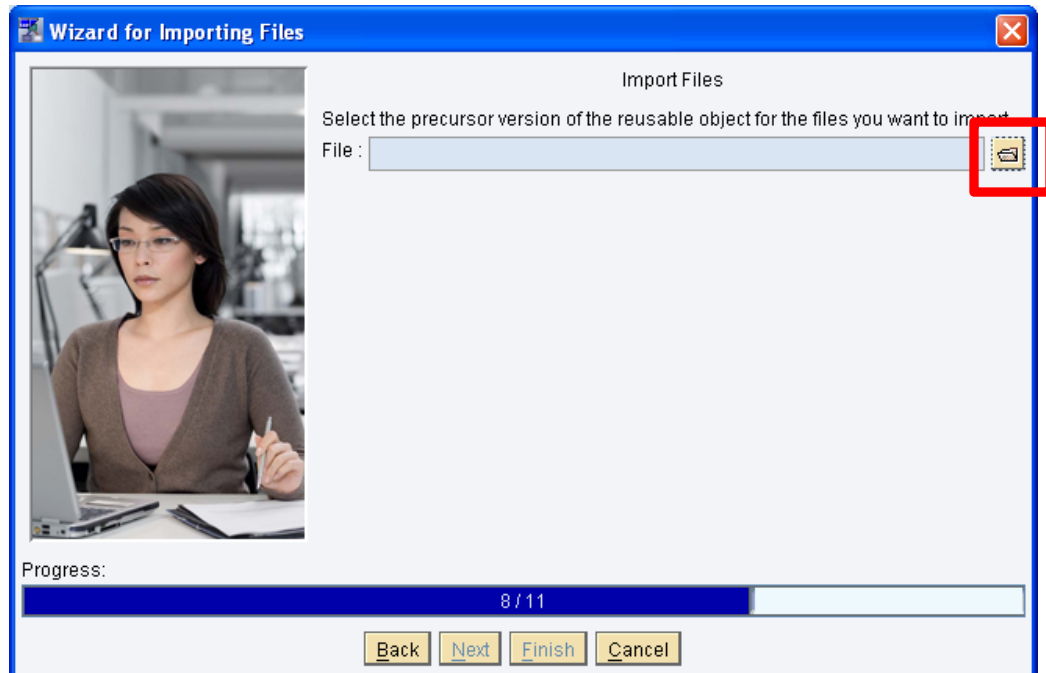 Wizard for Importing Files
Import Files
Select the precursor version of the reusable object for the files you want to import.
File :
Progress:
8 / 11
Back Next Finish Cancel